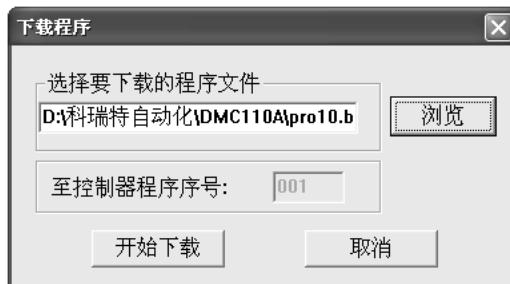 下载程序
选择要下载的程序文件
D:\科瑞特自动化\DMC110A\pro10.b
浏览
至控制器程序序号: 001
开始下载 取消